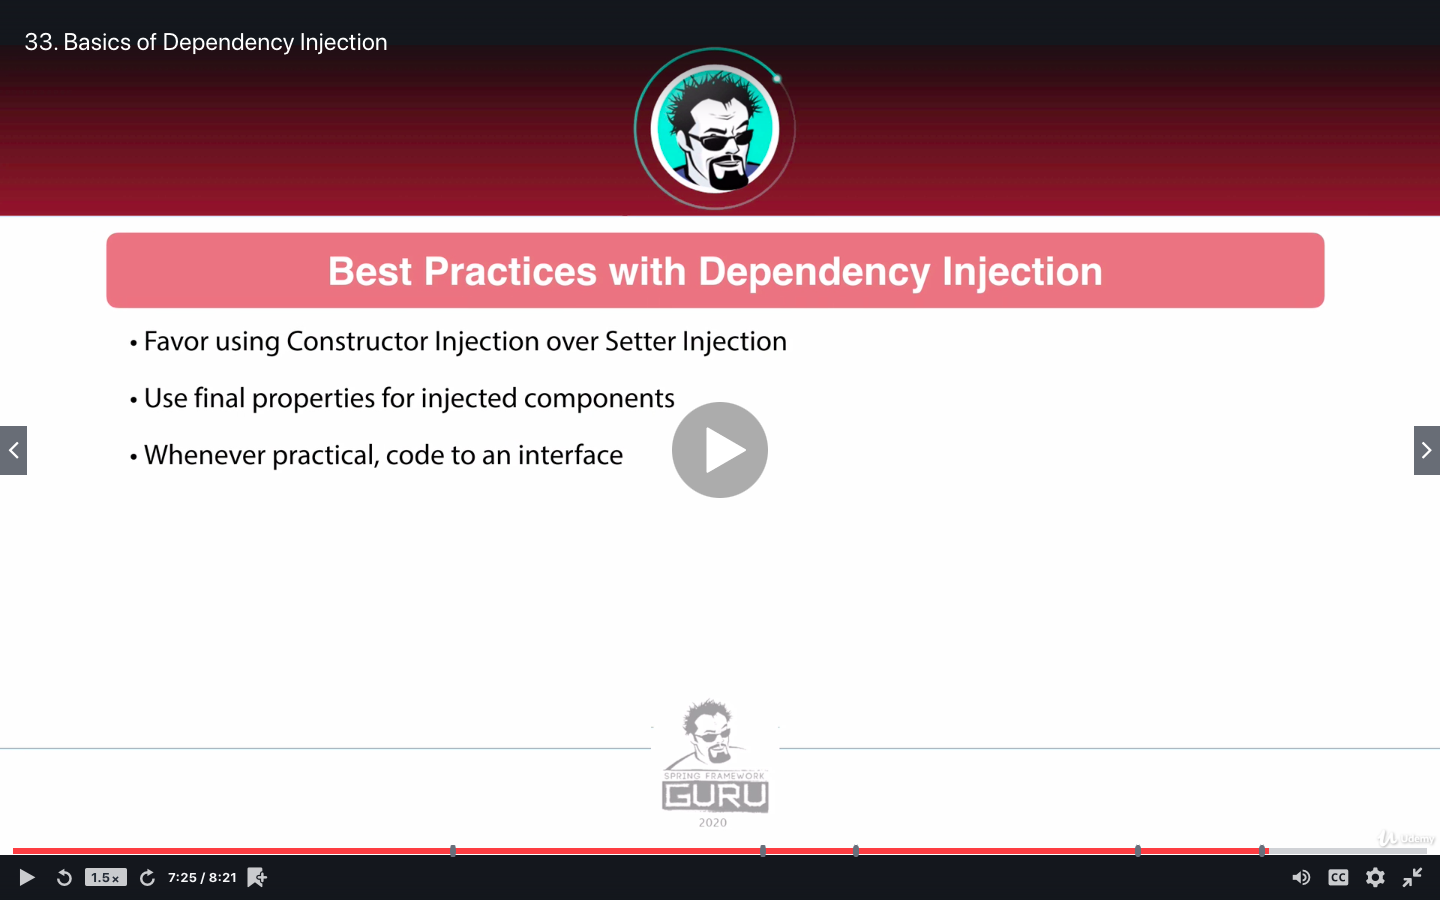 33. Basics of Dependency Injection
Best Practices with Dependency Injection
• Favor using Constructor Injection over Setter Injection
• Use final properties for injected components
• Whenever practical, code to an interface
SPRING FRAMEWORK
GURU
2020
Udemy
1.5×
7:25 / 8:21
CC